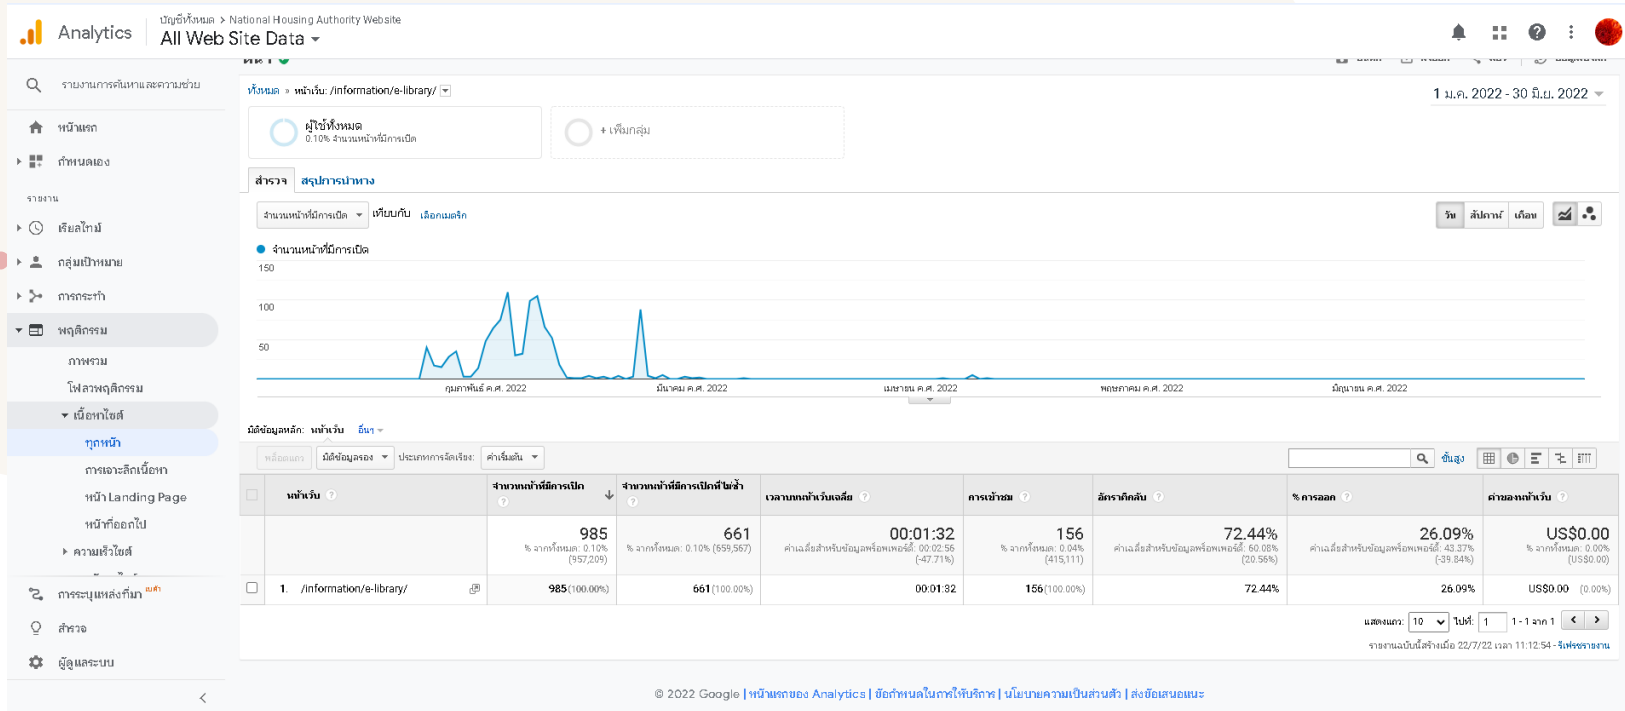 Analytics
บัญชีทั้งหมด > National Housing Authority Website
All Web Site Data
รายงานการค้นหาและความช่วย
หน้าแรก
กำหนดเอง
รายงาน
เรียลไทม์
กลุ่มเป้าหมาย
การกระทำ
พฤติกรรม
ภาพรวม
โฟลวพฤติกรรม
เนื้อหาไซต์
ทุกหน้า
การเจาะลึกเนื้อหา
หน้า Landing Page
หน้าที่ออกไป
ความเร็วไซต์
การระบุแหล่งที่มา เบต้า
สำรวจ
ผู้ดูแลระบบ
ทั้งหมด » หน้าเว็บ: /information/e-library/
1 ม.ค. 2022 - 30 มิ.ย. 2022
ผู้ใช้ทั้งหมด
0.10% จำนวนหน้าที่มีการเปิด
+ เพิ่มกลุ่ม
สำรวจ สรุปการนำทาง
จำนวนหน้าที่มีการเปิด เทียบกับ เลือกเมตริก
วัน สัปดาห์ เดือน
จำนวนหน้าที่มีการเปิด
150
100
50
กุมภาพันธ์ ค.ศ. 2022 มีนาคม ค.ศ. 2022 เมษายน ค.ศ. 2022 พฤษภาคม ค.ศ. 2022 มิถุนายน ค.ศ. 2022
มิติข้อมูลหลัก: หน้าเว็บ อื่นๆ
พล็อตแถว มิติข้อมูลรอง ประเภทการจัดเรียง: ค่าเริ่มต้น ขั้นสูง
หน้าเว็บ จำนวนหน้าที่มีการเปิด จำนวนหน้าที่มีการเปิดที่ไม่ซ้ำ เวลาบนหน้าเว็บเฉลี่ย การเข้าชม อัตราตีกลับ % การออก ค่าของหน้าเว็บ
985 661 00:01:32 156 72.44% 26.09% US$0.00
% จากทั้งหมด: 0.10% % จากทั้งหมด: 0.10% (659,567) ค่าเฉลี่ยสำหรับข้อมูลพร็อพเพอร์ตี้: 00:02:56 % จากทั้งหมด: 0.04% ค่าเฉลี่ยสำหรับข้อมูลพร็อพเพอร์ตี้: 60.08% ค่าเฉลี่ยสำหรับข้อมูลพร็อพเพอร์ตี้: 43.37% % จากทั้งหมด: 0.00%
(957,209) (-47.71%) (415,111) (20.56%) (-39.84%) (US$0.00)
1. /information/e-library/ 985 (100.00%) 661 (100.00%) 00:01:32 156 (100.00%) 72.44% 26.09% US$0.00 (0.00%)
แสดงแถว: 10 ไปที่: 1 1 - 1 จาก 1
รายงานฉบับนี้สร้างเมื่อ 22/7/22 เวลา 11:12:54 - รีเฟรชรายงาน
© 2022 Google | หน้าแรกของ Analytics | ข้อกำหนดในการให้บริการ | นโยบายความเป็นส่วนตัว | ส่งข้อเสนอแนะ